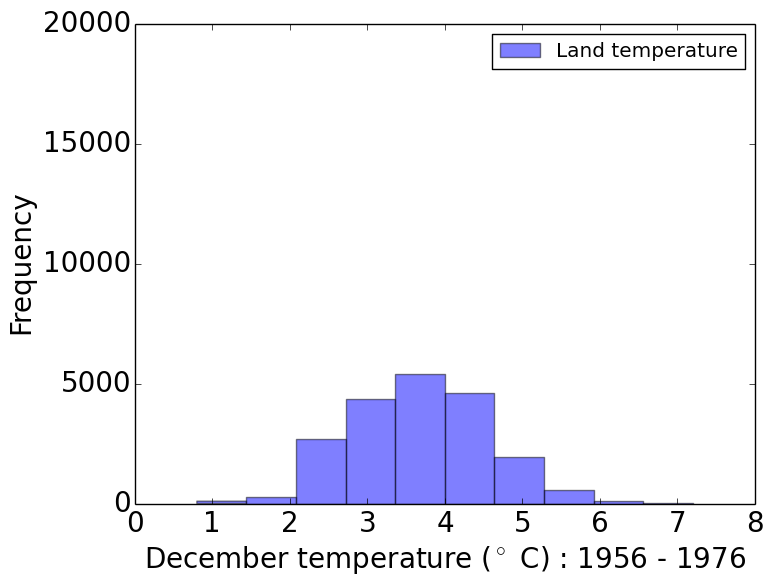 20000
Land temperature
15000
Frequency
10000
5000
0
0 1 2 3 4 5 6 7 8
December temperature (° C) : 1956 - 1976